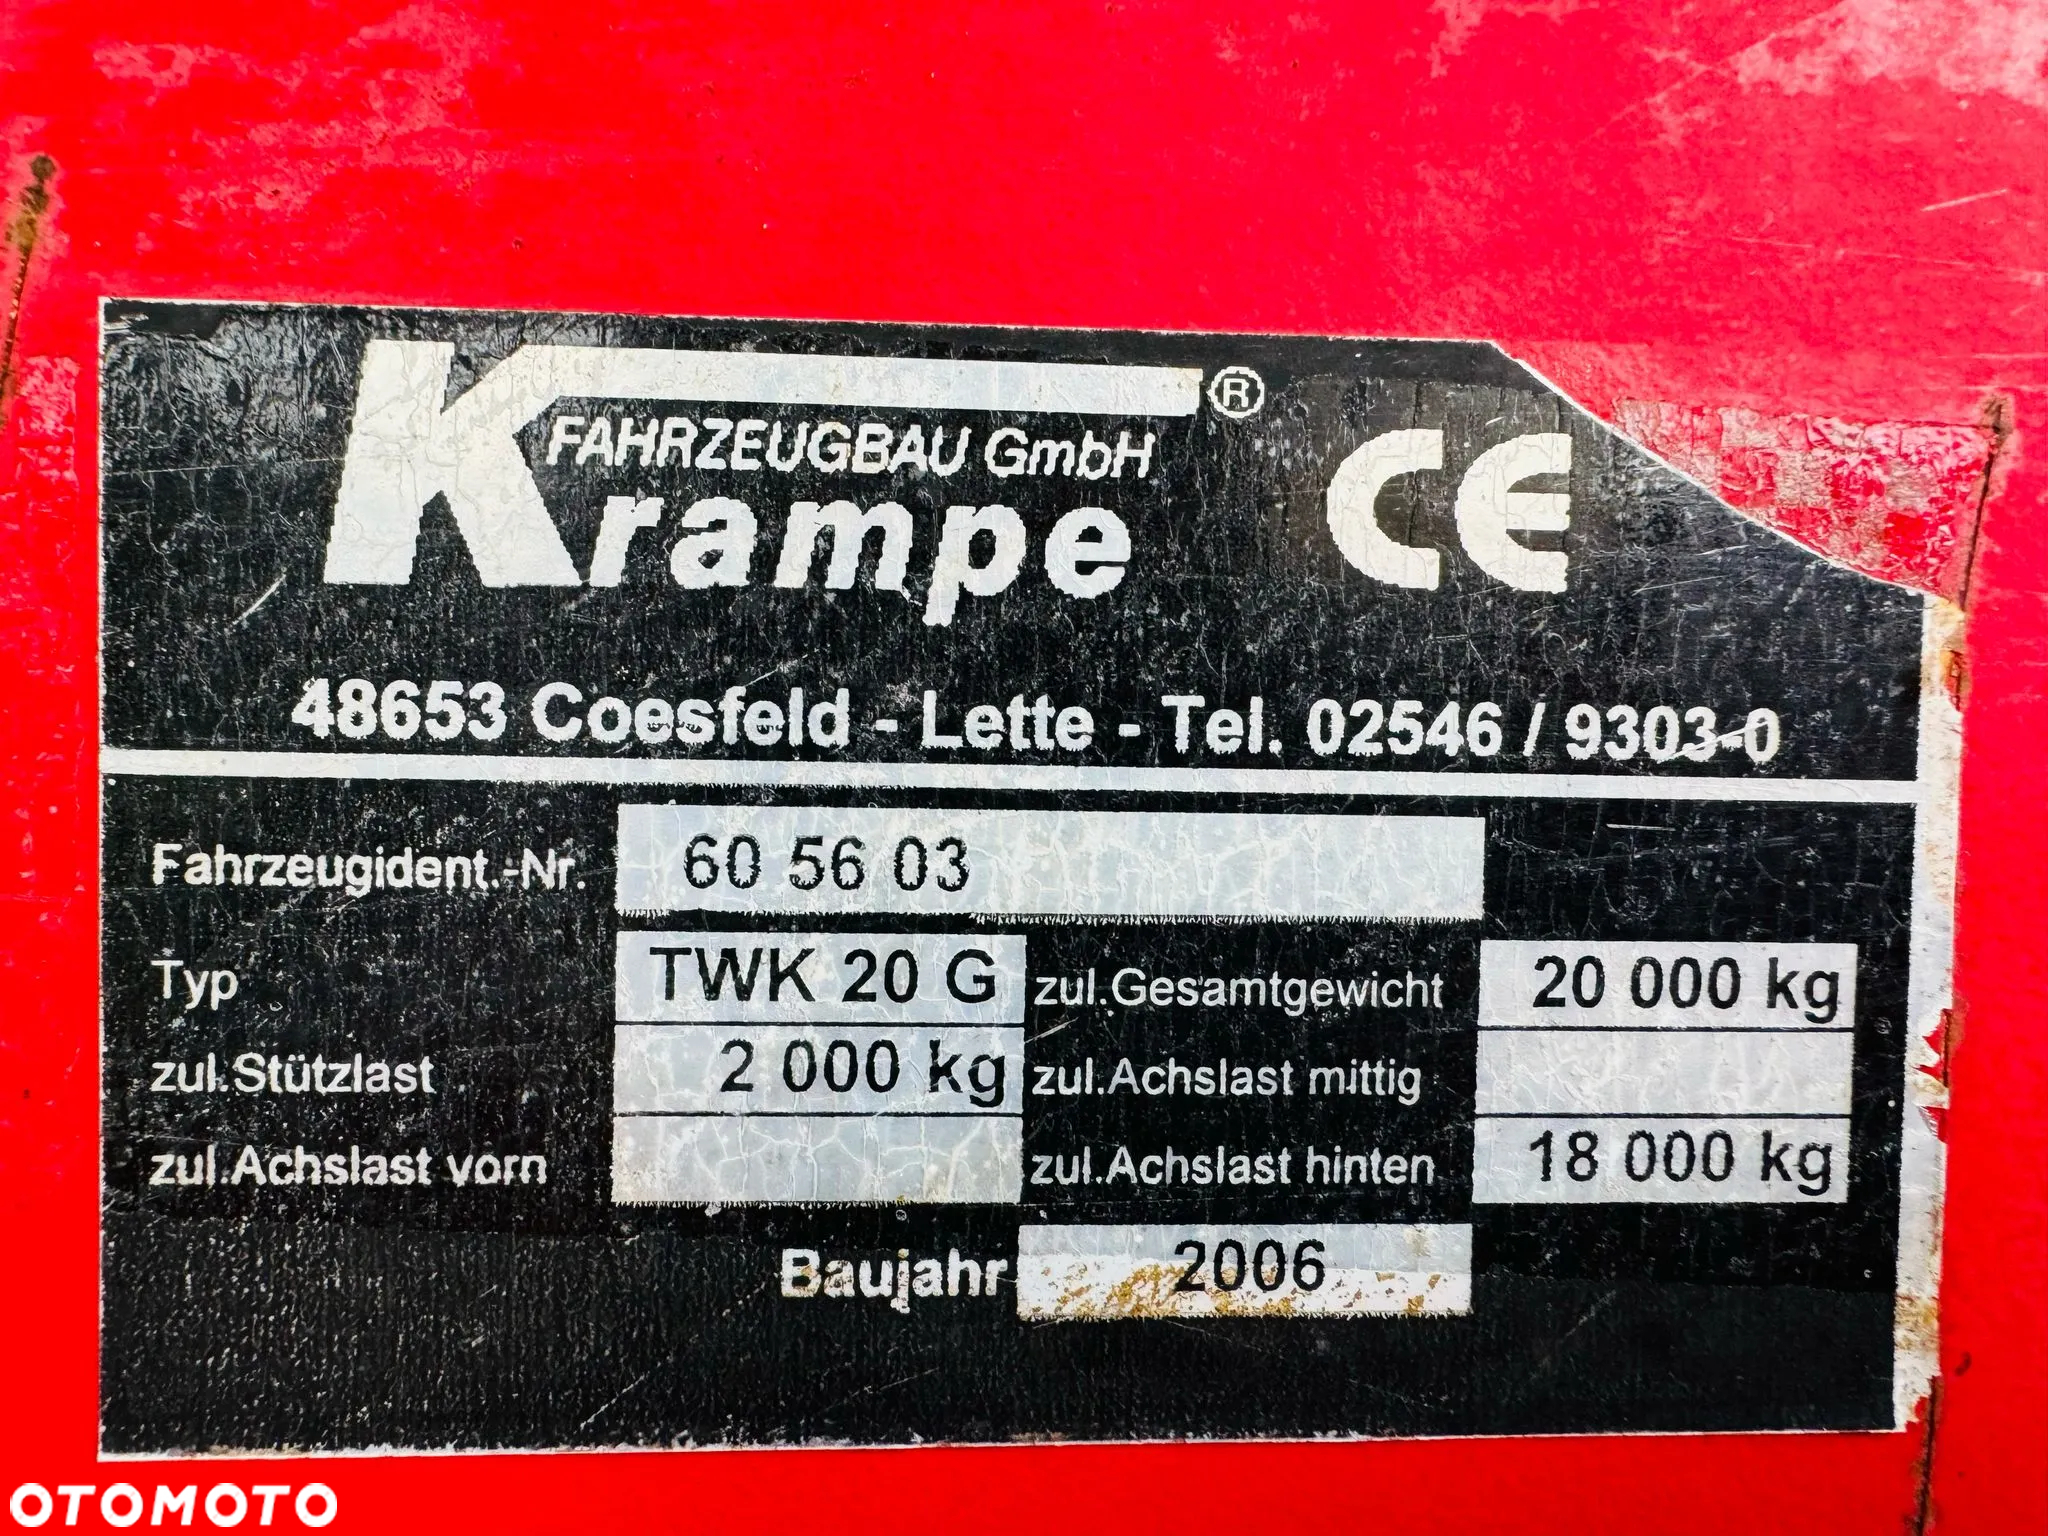 FAHRZEUGBAU GmbH ®
Krampe CE
48653 Coesfeld - Lette - Tel. 02546 / 9303-0
Fahrzeugident.-Nr. 60 56 03
Typ TWK 20 G zul.Gesamtgewicht 20 000 kg
zul.Stützlast 2 000 kg zul.Achslast mittig
zul.Achslast vorn zul.Achslast hinten 18 000 kg
Baujahr 2006
OTOMOTO